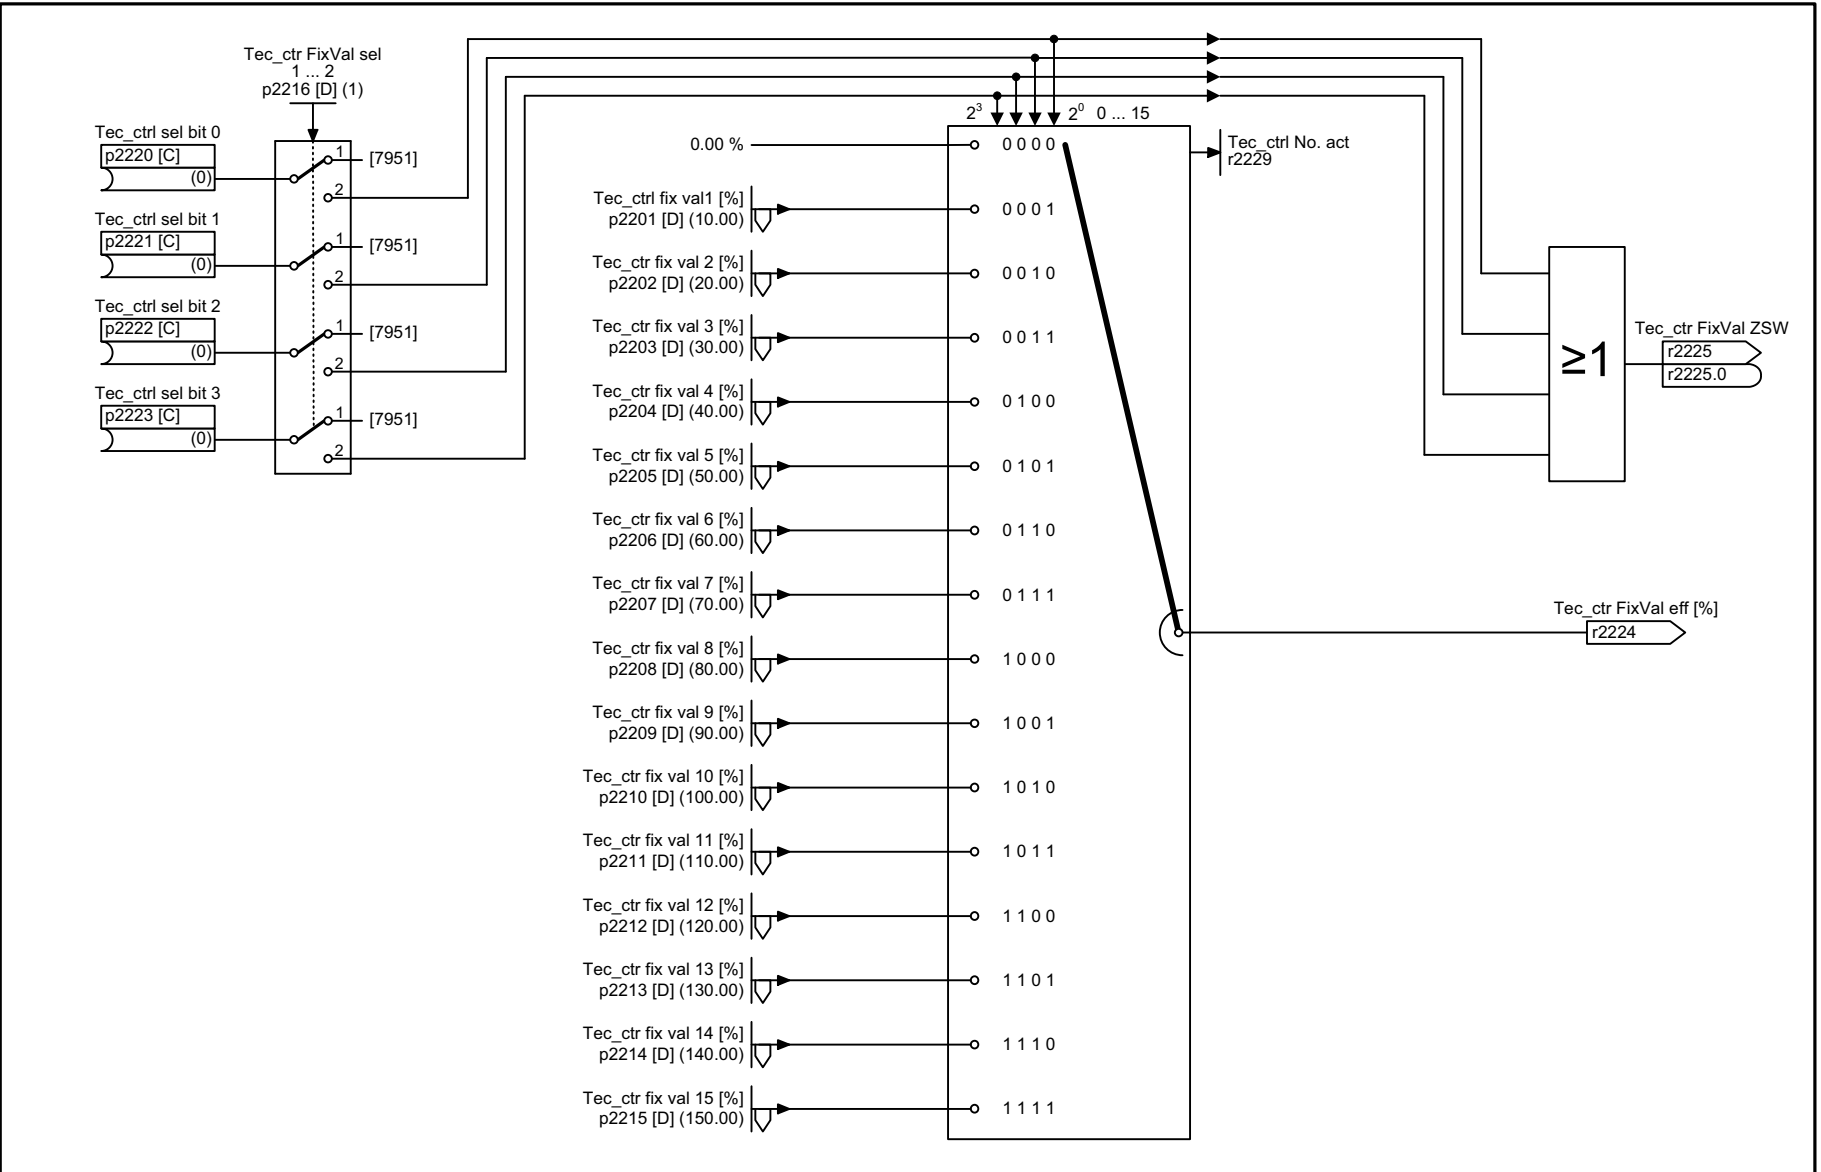 Tec_ctr FixVal sel
1 ... 2
p2216 [D] (1)
Tec_ctrl sel bit 0
p2220 [C]
(0)
1
[7951]
2
Tec_ctrl sel bit 1
p2221 [C]
(0)
1
[7951]
2
Tec_ctrl sel bit 2
p2222 [C]
(0)
1
[7951]
2
Tec_ctrl sel bit 3
p2223 [C]
(0)
1
[7951]
2
2³ 2⁰ 0 ... 15
0.00 % 0 0 0 0
Tec_ctrl No. act
r2229
Tec_ctrl fix val1 [%]
p2201 [D] (10.00)
0 0 0 1
Tec_ctr fix val 2 [%]
p2202 [D] (20.00)
0 0 1 0
Tec_ctr fix val 3 [%]
p2203 [D] (30.00)
0 0 1 1
Tec_ctr fix val 4 [%]
p2204 [D] (40.00)
0 1 0 0
Tec_ctr fix val 5 [%]
p2205 [D] (50.00)
0 1 0 1
Tec_ctr fix val 6 [%]
p2206 [D] (60.00)
0 1 1 0
Tec_ctr fix val 7 [%]
p2207 [D] (70.00)
0 1 1 1
Tec_ctr fix val 8 [%]
p2208 [D] (80.00)
1 0 0 0
Tec_ctr fix val 9 [%]
p2209 [D] (90.00)
1 0 0 1
Tec_ctr fix val 10 [%]
p2210 [D] (100.00)
1 0 1 0
Tec_ctr fix val 11 [%]
p2211 [D] (110.00)
1 0 1 1
Tec_ctr fix val 12 [%]
p2212 [D] (120.00)
1 1 0 0
Tec_ctr fix val 13 [%]
p2213 [D] (130.00)
1 1 0 1
Tec_ctr fix val 14 [%]
p2214 [D] (140.00)
1 1 1 0
Tec_ctr fix val 15 [%]
p2215 [D] (150.00)
1 1 1 1
≥1
Tec_ctr FixVal ZSW
r2225
r2225.0
Tec_ctr FixVal eff [%]
r2224